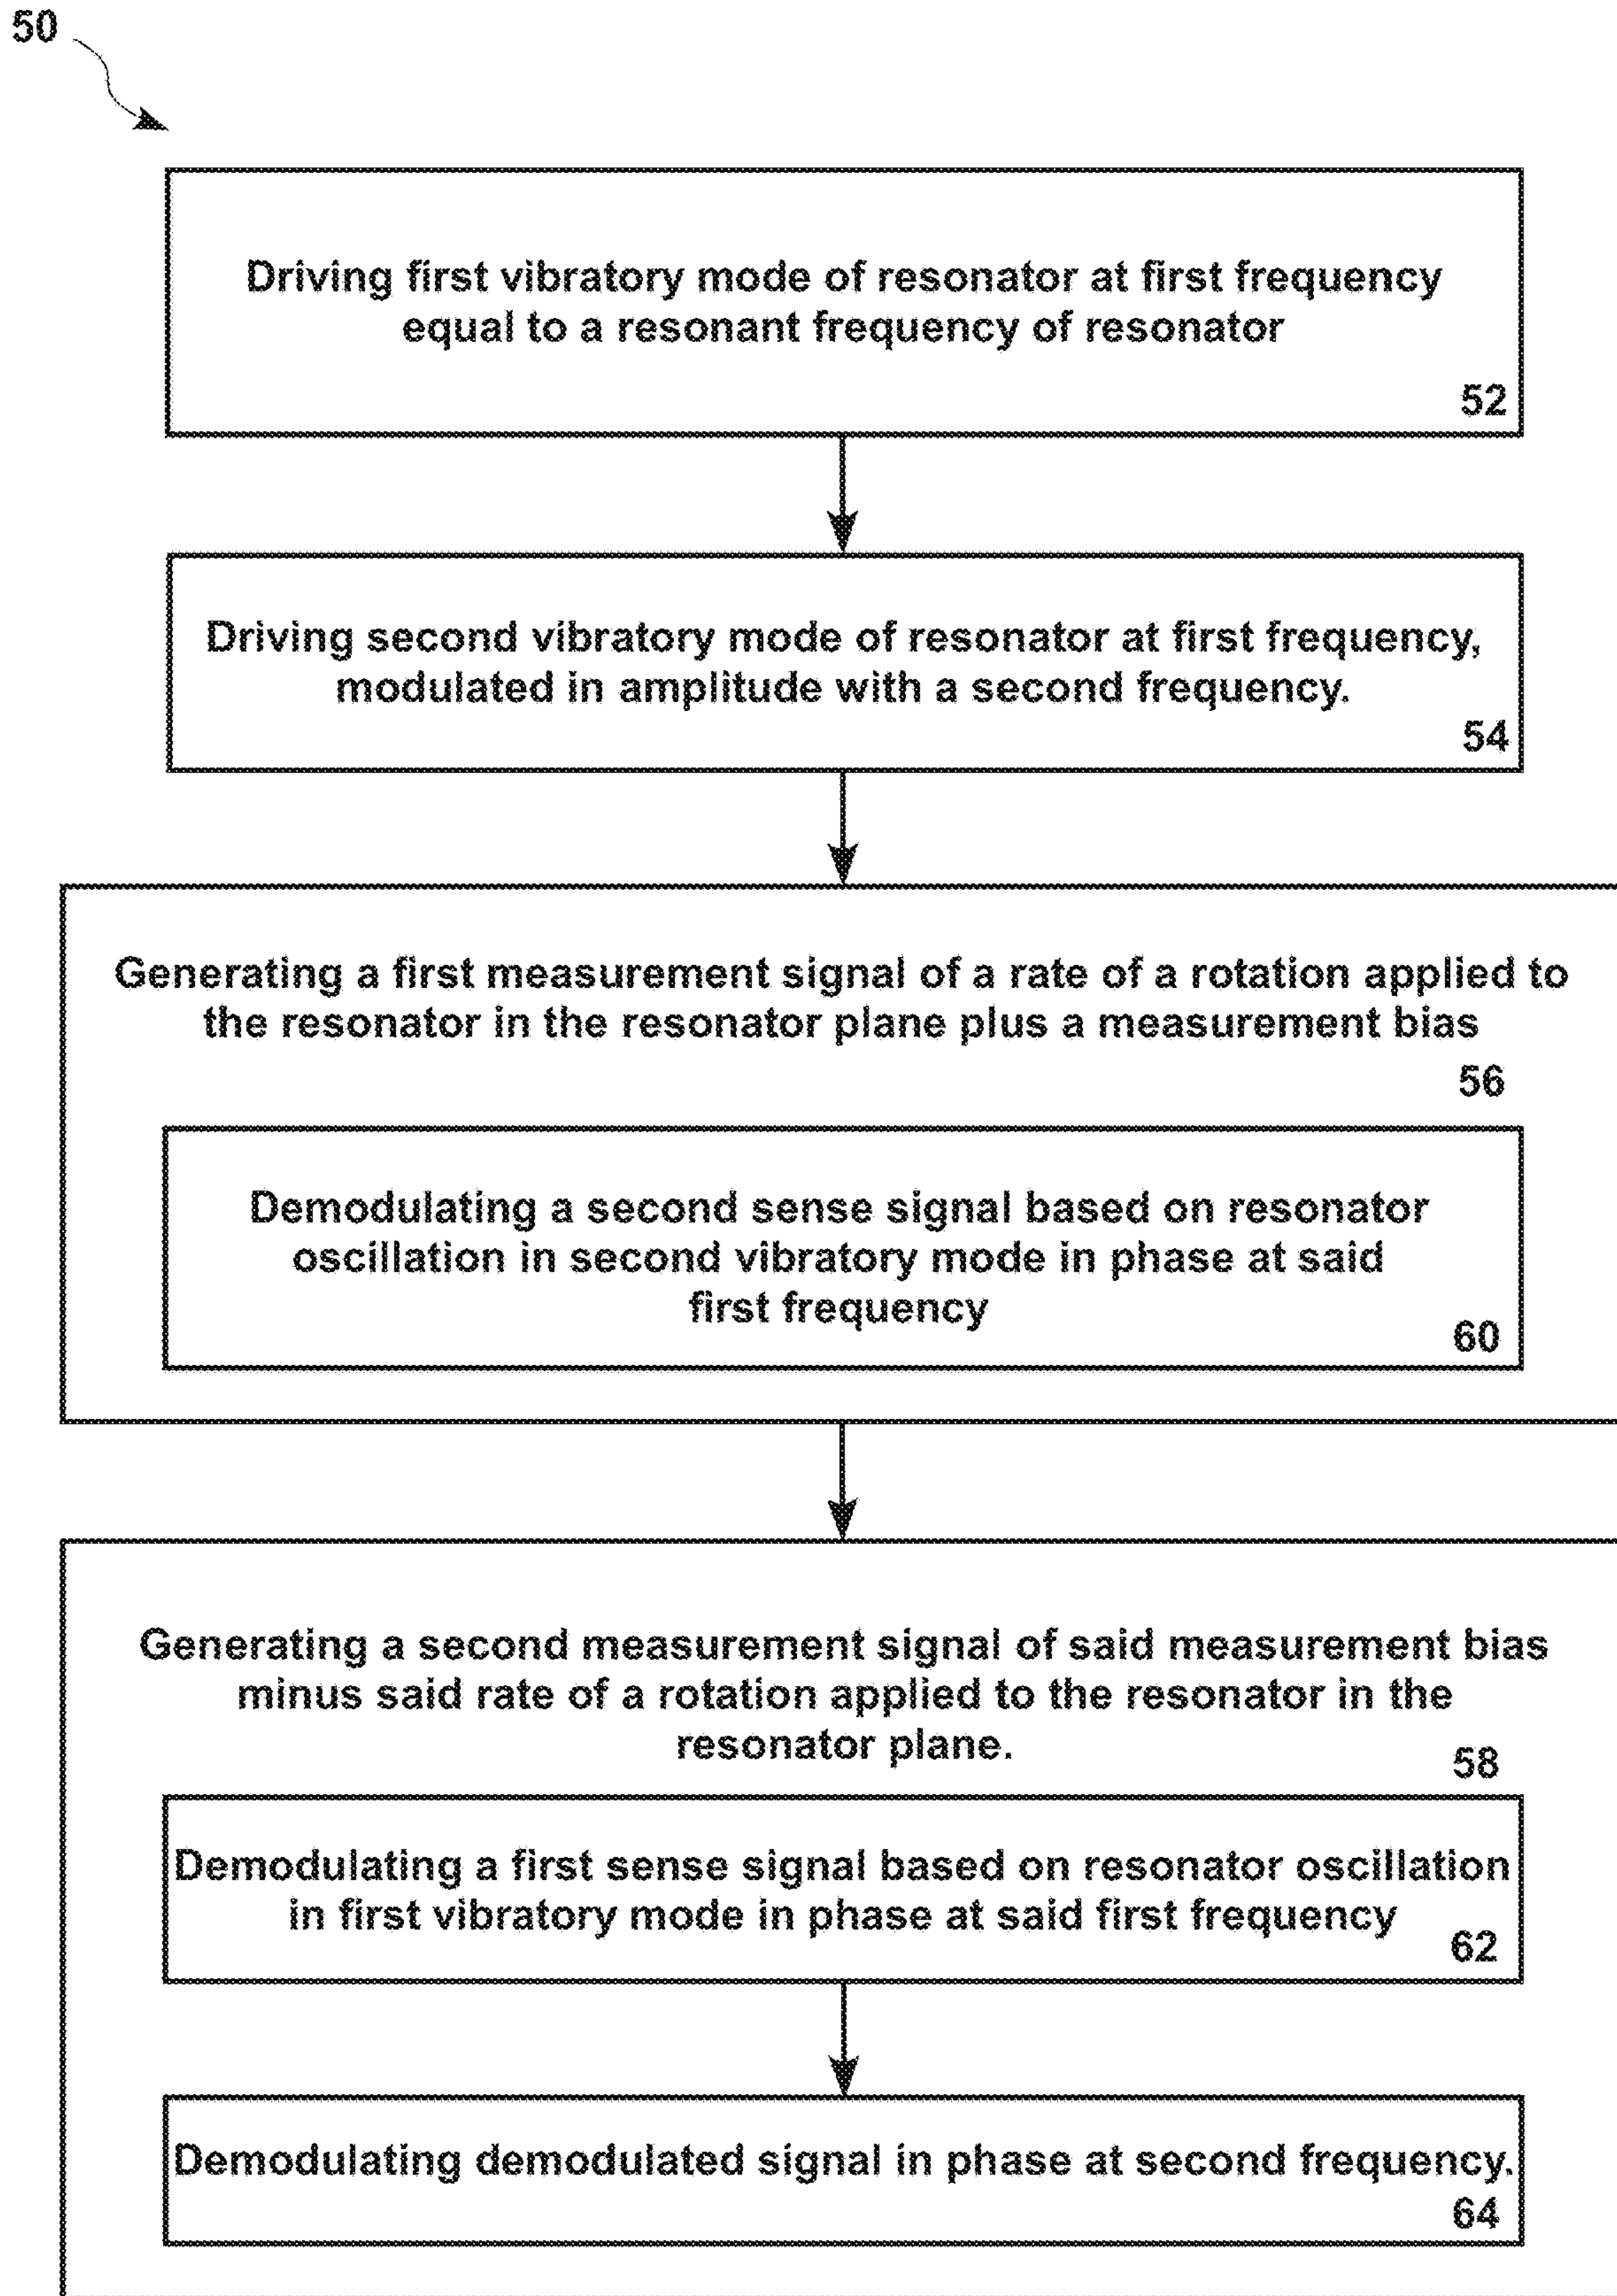 50
Driving first vibratory mode of resonator at first frequency
equal to a resonant frequency of resonator
52
Driving second vibratory mode of resonator at first frequency,
modulated in amplitude with a second frequency.
54
Generating a first measurement signal of a rate of a rotation applied to
the resonator in the resonator plane plus a measurement bias
56
Demodulating a second sense signal based on resonator
oscillation in second vibratory mode in phase at said
first frequency
60
Generating a second measurement signal of said measurement bias
minus said rate of a rotation applied to the resonator in the
resonator plane.
58
Demodulating a first sense signal based on resonator oscillation
in first vibratory mode in phase at said first frequency
62
Demodulating demodulated signal in phase at second frequency.
64